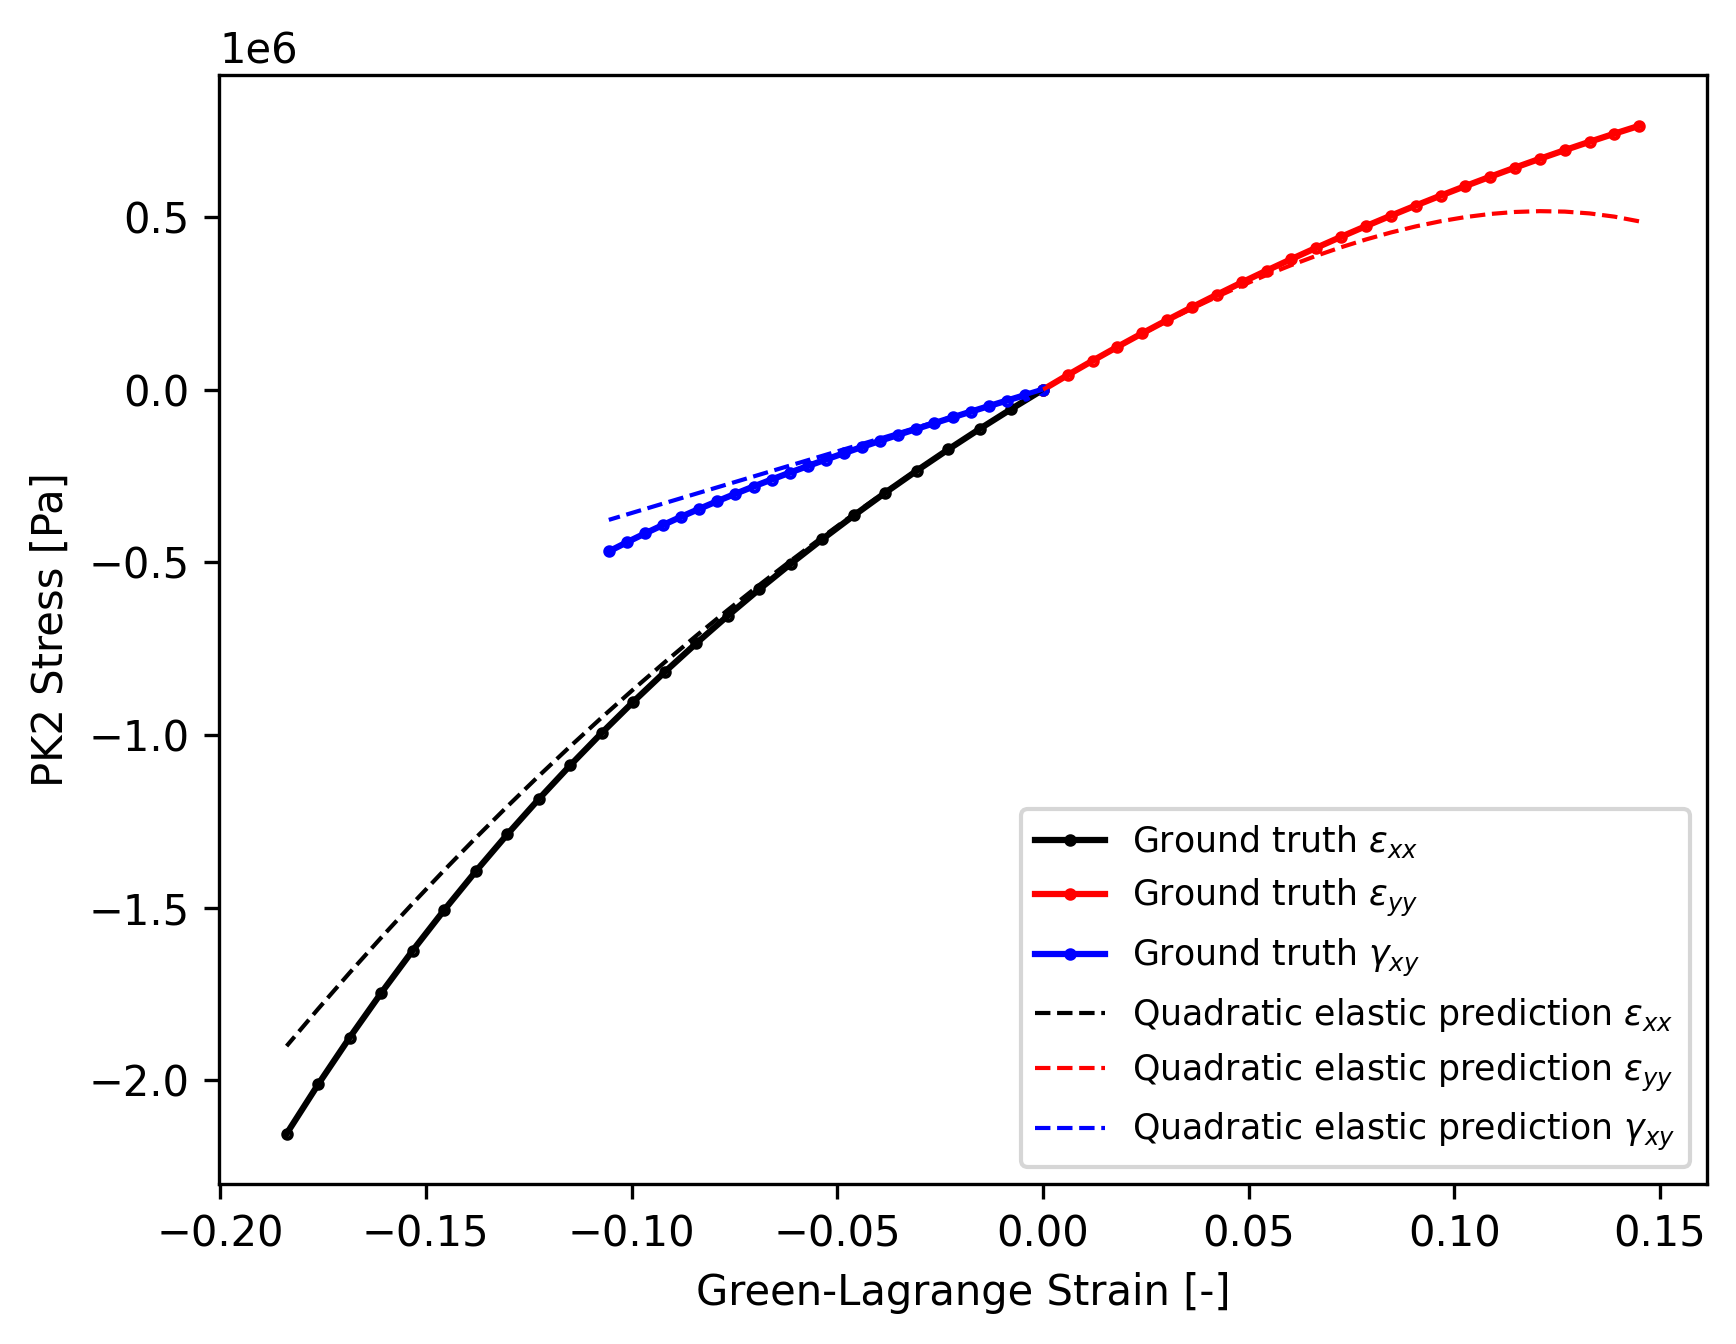 1e6
0.5
0.0
−0.5
−1.0
−1.5
−2.0
PK2 Stress [Pa]
Ground truth εxx
Ground truth εyy
Ground truth γxy
Quadratic elastic prediction εxx
Quadratic elastic prediction εyy
Quadratic elastic prediction γxy
−0.20 −0.15 −0.10 −0.05 0.00 0.05 0.10 0.15
Green-Lagrange Strain [-]